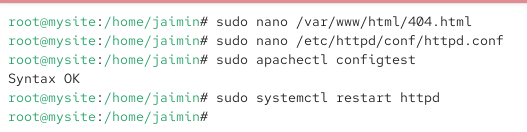 root@mysite:/home/jaimin# sudo nano /var/www/html/404.html
root@mysite:/home/jaimin# sudo nano /etc/httpd/conf/httpd.conf
root@mysite:/home/jaimin# sudo apachectl configtest
Syntax OK
root@mysite:/home/jaimin# sudo systemctl restart httpd
root@mysite:/home/jaimin#